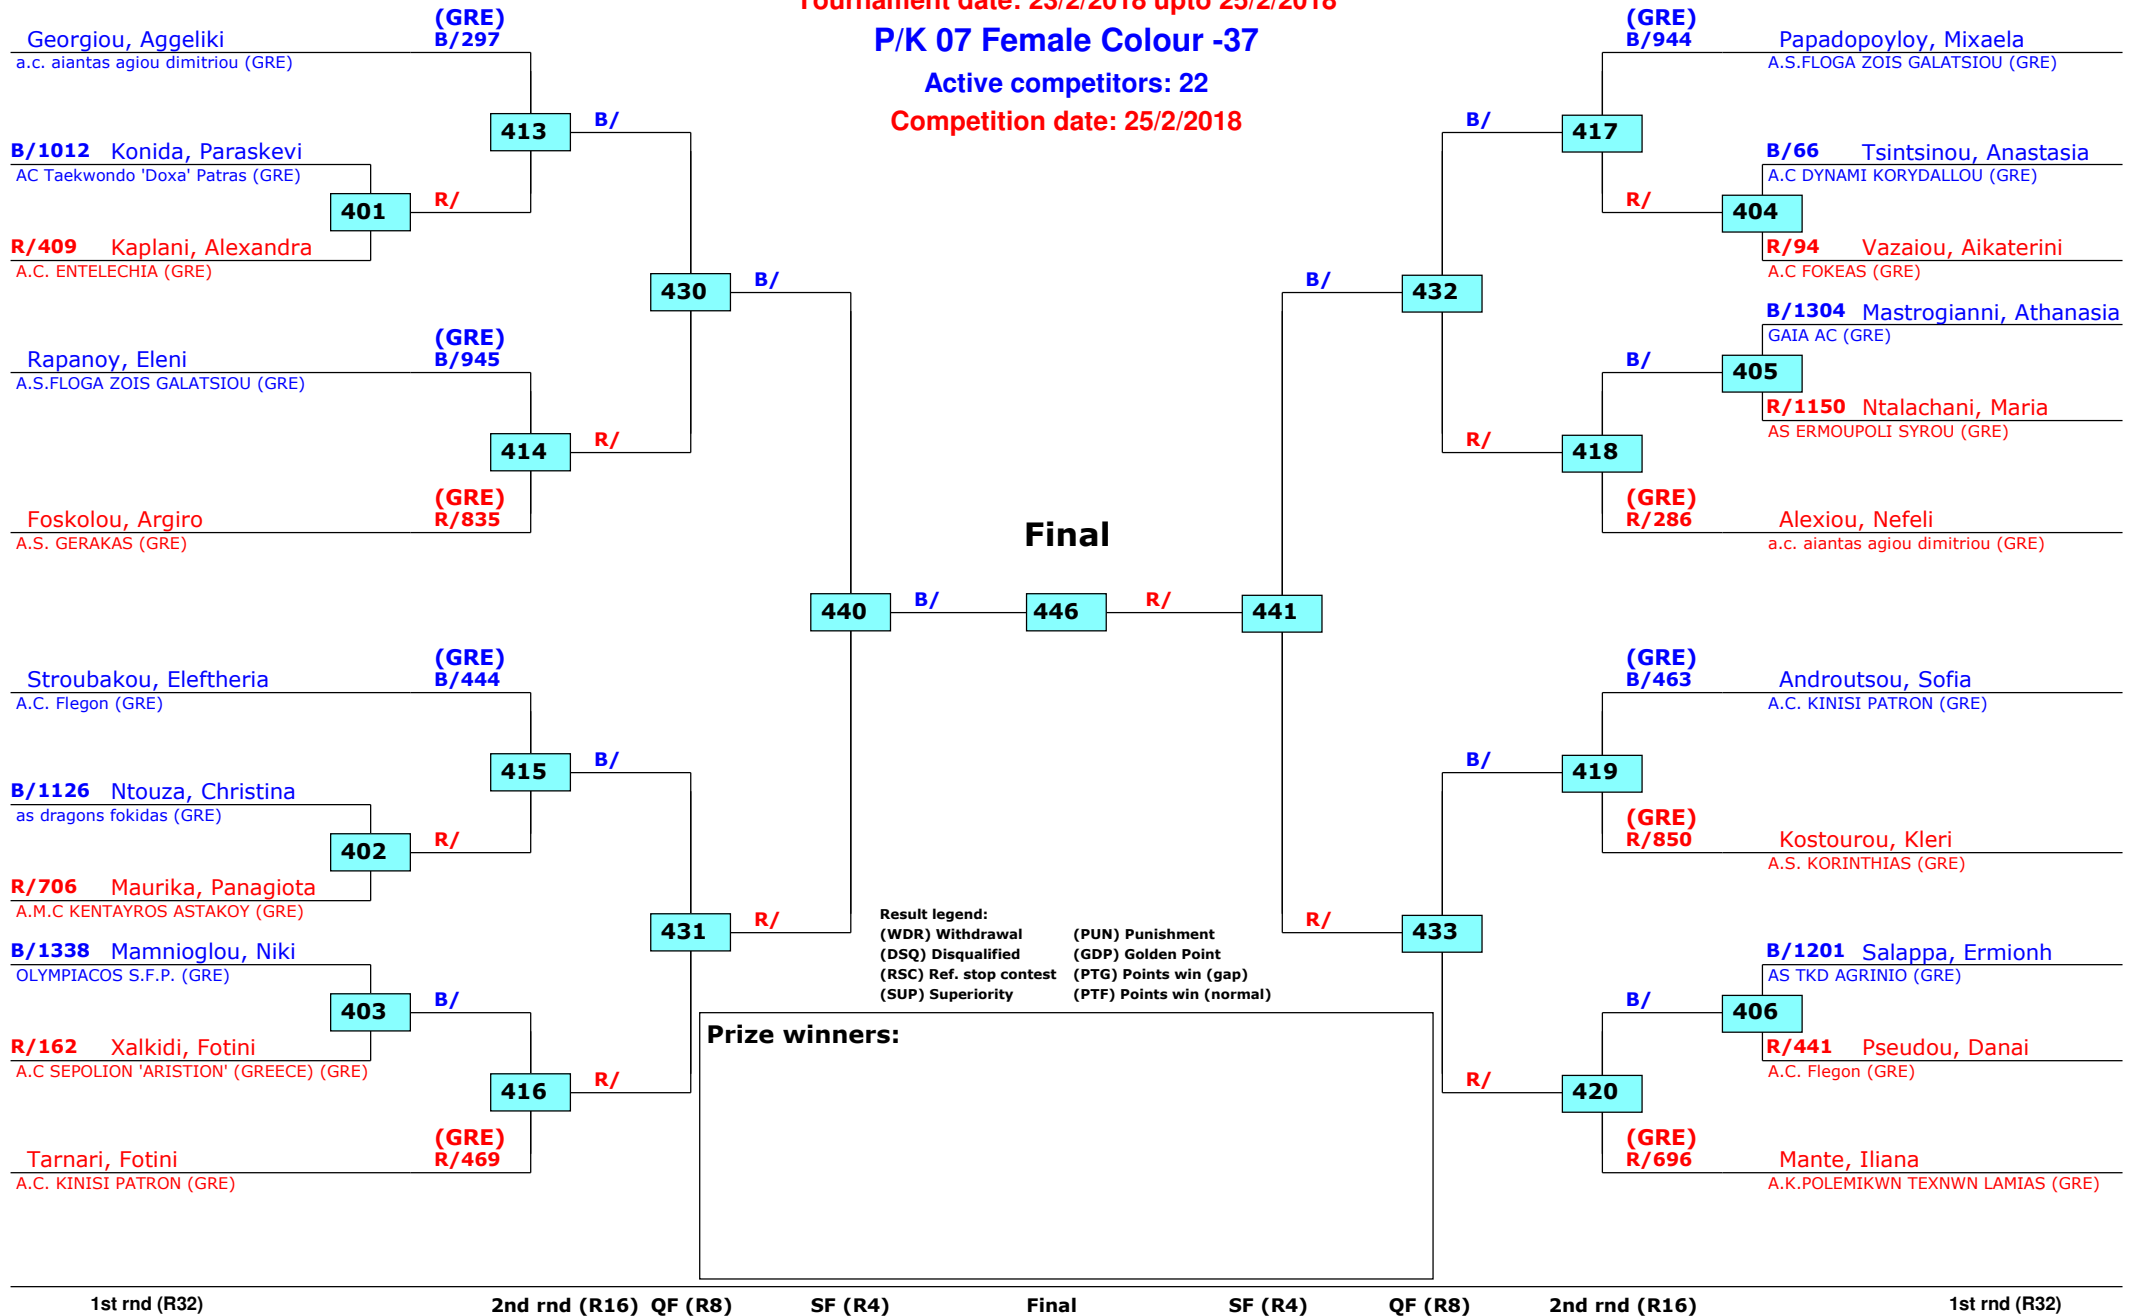 Tournament date: 23/2/2018 upto 25/2/2018
P/K 07 Female Colour -37
Active competitors: 22
Competition date: 25/2/2018
(GRE)
Georgiou, Aggeliki B/297
a.c. aiantas agiou dimitriou (GRE)
413 B/
B/1012 Konida, Paraskevi
AC Taekwondo 'Doxa' Patras (GRE)
401 R/
R/409 Kaplani, Alexandra
A.C. ENTELECHIA (GRE)
430 B/
(GRE)
Rapanoy, Eleni B/945
A.S.FLOGA ZOIS GALATSIOU (GRE)
414 R/
(GRE)
Foskolou, Argiro R/835
A.S. GERAKAS (GRE)
440 B/
(GRE)
Stroubakou, Eleftheria B/444
A.C. Flegon (GRE)
415 B/
B/1126 Ntouza, Christina
as dragons fokidas (GRE)
402 R/
R/706 Maurika, Panagiota
A.M.C KENTAYROS ASTAKOY (GRE)
431 R/
B/1338 Mamnioglou, Niki
OLYMPIACOS S.F.P. (GRE)
403 B/
R/162 Xalkidi, Fotini
A.C SEPOLION 'ARISTION' (GREECE) (GRE)
416 R/
(GRE)
Tarnari, Fotini R/469
A.C. KINISI PATRON (GRE)
Final
446
(GRE)
B/944 Papadopoyloy, Mixaela
A.S.FLOGA ZOIS GALATSIOU (GRE)
B/ 417
B/66 Tsintsinou, Anastasia
A.C DYNAMI KORYDALLOU (GRE)
R/ 404
R/94 Vazaiou, Aikaterini
A.C FOKEAS (GRE)
B/ 432
B/1304 Mastrogianni, Athanasia
GAIA AC (GRE)
B/ 405
R/1150 Ntalachani, Maria
AS ERMOUPOLI SYROU (GRE)
R/ 418
(GRE)
R/286 Alexiou, Nefeli
a.c. aiantas agiou dimitriou (GRE)
R/ 441
(GRE)
B/463 Androutsou, Sofia
A.C. KINISI PATRON (GRE)
B/ 419
(GRE)
R/850 Kostourou, Kleri
A.S. KORINTHIAS (GRE)
R/ 433
B/1201 Salappa, Ermionh
AS TKD AGRINIO (GRE)
B/ 406
R/441 Pseudou, Danai
A.C. Flegon (GRE)
R/ 420
(GRE)
R/696 Mante, Iliana
A.K.POLEMIKWN TEXNWN LAMIAS (GRE)
Result legend:
(WDR) Withdrawal (PUN) Punishment
(DSQ) Disqualified (GDP) Golden Point
(RSC) Ref. stop contest (PTG) Points win (gap)
(SUP) Superiority (PTF) Points win (normal)
Prize winners:
1st rnd (R32) 2nd rnd (R16) QF (R8) SF (R4) Final SF (R4) QF (R8) 2nd rnd (R16) 1st rnd (R32)